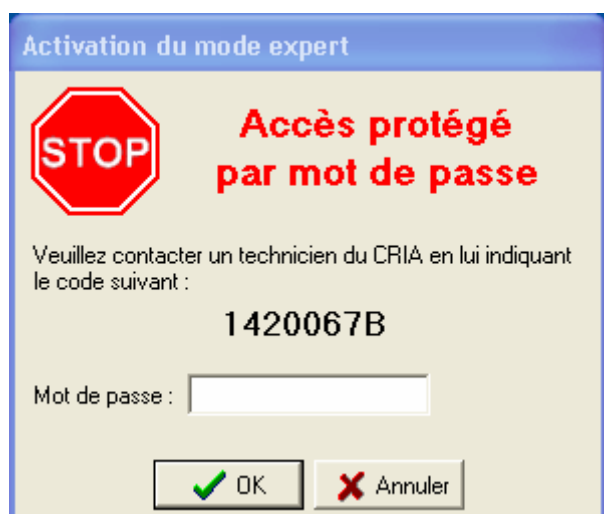 Activation du mode expert
STOP
Accès protégé
par mot de passe
Veuillez contacter un technicien du CRIA en lui indiquant
le code suivant :
1420067B
Mot de passe :
OK
Annuler